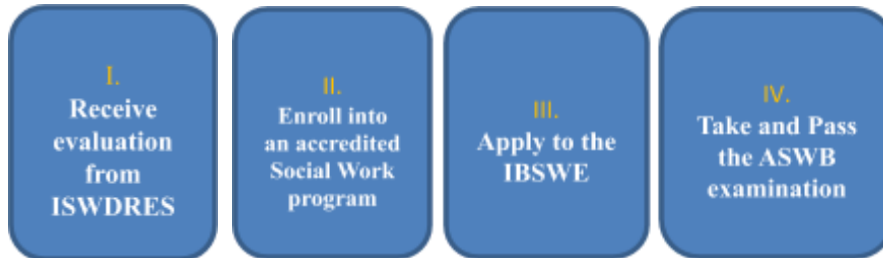 I.
Receive
evaluation
from
ISWDRES
II.
Enroll into
an accredited
Social Work
program
III.
Apply to the
IBSWE
IV.
Take and Pass
the ASWB
examination